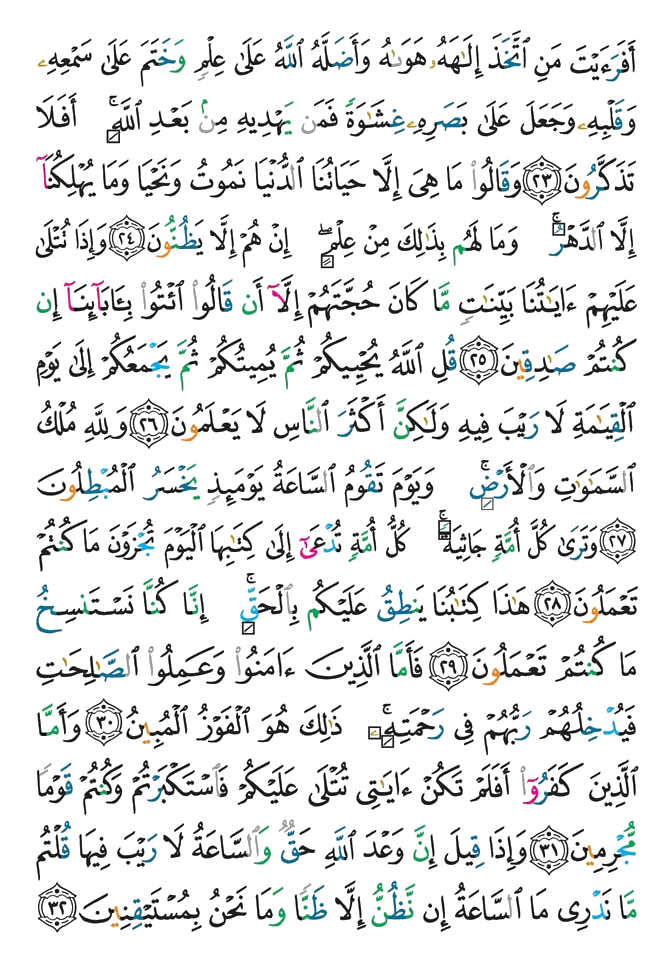 أَفَرَءَيۡتَ مَنِ ٱتَّخَذَ إِلَٰهَهُۥ هَوَىٰهُ وَأَضَلَّهُ ٱللَّهُ عَلَىٰ عِلۡمٖ وَخَتَمَ عَلَىٰ سَمۡعِهِۦ
وَقَلۡبِهِۦ وَجَعَلَ عَلَىٰ بَصَرِهِۦ غِشَٰوَةٗ فَمَن يَهۡدِيهِ مِنۢ بَعۡدِ ٱللَّهِۚ أَفَلَا
تَذَكَّرُونَ ٢٣ وَقَالُواْ مَا هِيَ إِلَّا حَيَاتُنَا ٱلدُّنۡيَا نَمُوتُ وَنَحۡيَا وَمَا يُهۡلِكُنَآ
إِلَّا ٱلدَّهۡرُۚ وَمَا لَهُم بِذَٰلِكَ مِنۡ عِلۡمٍۖ إِنۡ هُمۡ إِلَّا يَظُنُّونَ ٢٤ وَإِذَا تُتۡلَىٰ
عَلَيۡهِمۡ ءَايَٰتُنَا بَيِّنَٰتٖ مَّا كَانَ حُجَّتَهُمۡ إِلَّآ أَن قَالُواْ ٱئۡتُواْ بِـَٔابَآئِنَآ إِن
كُنتُمۡ صَٰدِقِينَ ٢٥ قُلِ ٱللَّهُ يُحۡيِيكُمۡ ثُمَّ يُمِيتُكُمۡ ثُمَّ يَجۡمَعُكُمۡ إِلَىٰ يَوۡمِ
ٱلۡقِيَٰمَةِ لَا رَيۡبَ فِيهِ وَلَٰكِنَّ أَكۡثَرَ ٱلنَّاسِ لَا يَعۡلَمُونَ ٢٦ وَلِلَّهِ مُلۡكُ
ٱلسَّمَٰوَٰتِ وَٱلۡأَرۡضِۚ وَيَوۡمَ تَقُومُ ٱلسَّاعَةُ يَوۡمَئِذٖ يَخۡسَرُ ٱلۡمُبۡطِلُونَ
٢٧ وَتَرَىٰ كُلَّ أُمَّةٖ جَاثِيَةٗۚ كُلُّ أُمَّةٖ تُدۡعَىٰٓ إِلَىٰ كِتَٰبِهَا ٱلۡيَوۡمَ تُجۡزَوۡنَ مَا كُنتُمۡ
تَعۡمَلُونَ ٢٨ هَٰذَا كِتَٰبُنَا يَنطِقُ عَلَيۡكُم بِٱلۡحَقِّۚ إِنَّا كُنَّا نَسۡتَنسِخُ
مَا كُنتُمۡ تَعۡمَلُونَ ٢٩ فَأَمَّا ٱلَّذِينَ ءَامَنُواْ وَعَمِلُواْ ٱلصَّٰلِحَٰتِ
فَيُدۡخِلُهُمۡ رَبُّهُمۡ فِي رَحۡمَتِهِۦۚ ذَٰلِكَ هُوَ ٱلۡفَوۡزُ ٱلۡمُبِينُ ٣٠ وَأَمَّا
ٱلَّذِينَ كَفَرُوٓاْ أَفَلَمۡ تَكُنۡ ءَايَٰتِي تُتۡلَىٰ عَلَيۡكُمۡ فَٱسۡتَكۡبَرۡتُمۡ وَكُنتُمۡ قَوۡمٗا
مُّجۡرِمِينَ ٣١ وَإِذَا قِيلَ إِنَّ وَعۡدَ ٱللَّهِ حَقّٞ وَٱلسَّاعَةُ لَا رَيۡبَ فِيهَا قُلۡتُم
مَّا نَدۡرِي مَا ٱلسَّاعَةُ إِن نَّظُنُّ إِلَّا ظَنّٗا وَمَا نَحۡنُ بِمُسۡتَيۡقِنِينَ ٣٢